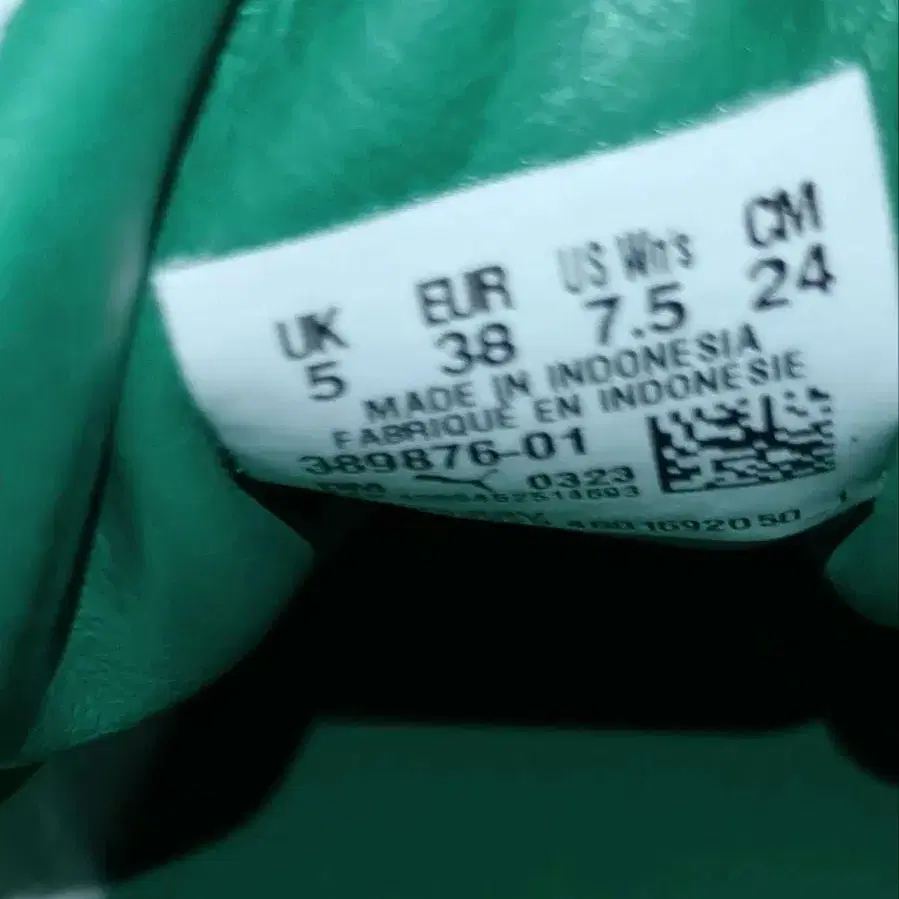 UK EUR US Wn's CM
5 38 7.5 24
MADE IN INDONESIA
FABRIQUE EN INDONESIE
389876-01
0323